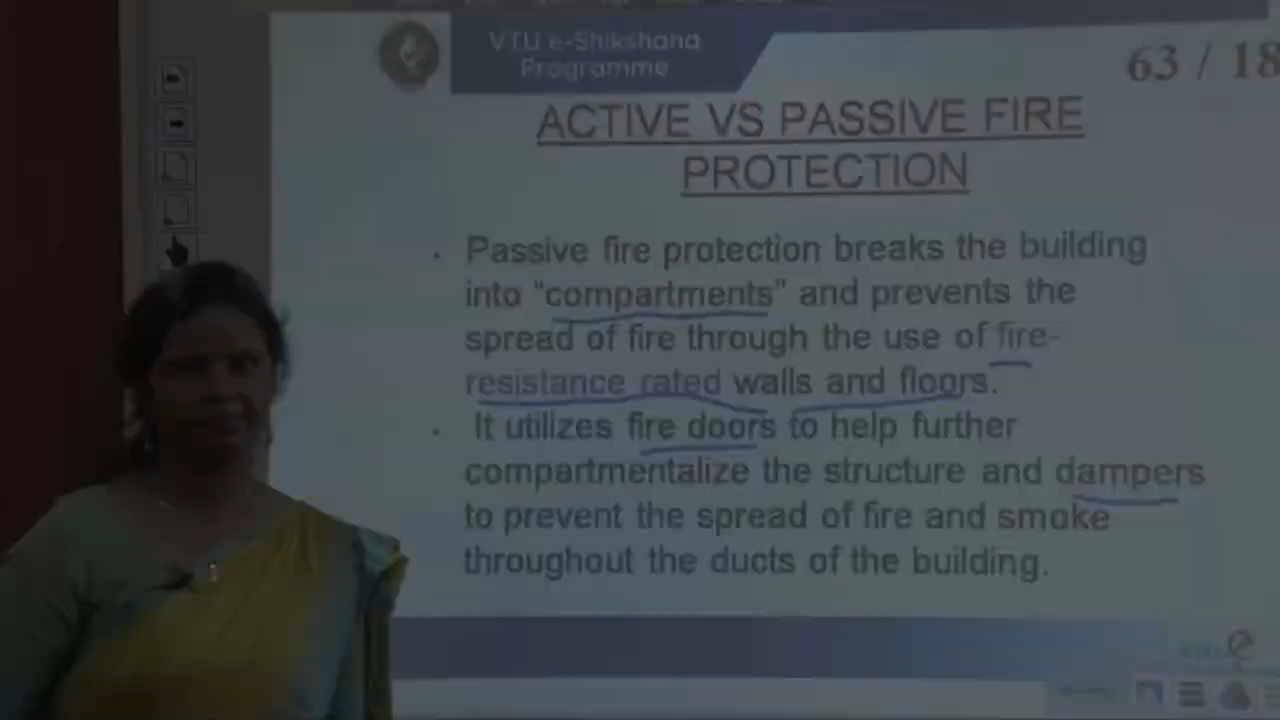 VTU e-Shikshana
Programme
63 / 18
ACTIVE VS PASSIVE FIRE
PROTECTION
· Passive fire protection breaks the building
into "compartments" and prevents the
spread of fire through the use of fire-
resistance rated walls and floors.
· It utilizes fire doors to help further
compartmentalize the structure and dampers
to prevent the spread of fire and smoke
throughout the ducts of the building.